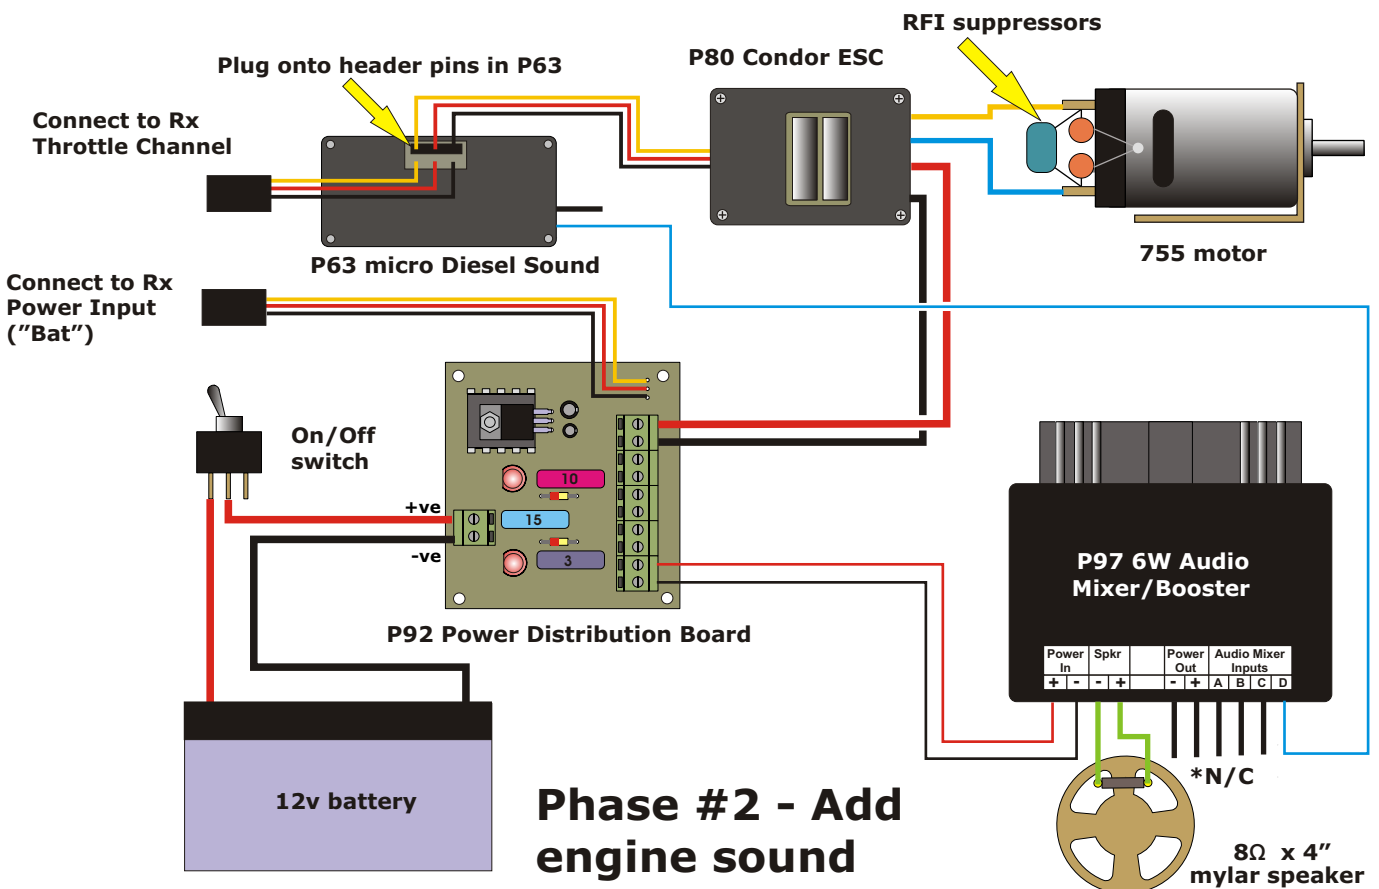 RFI suppressors
P80 Condor ESC
Plug onto header pins in P63
Connect to Rx
Throttle Channel
755 motor
P63 micro Diesel Sound
Connect to Rx
Power Input
(”Bat”)
On/Off
switch
10
+ve
15
-ve
3
P92 Power Distribution Board
P97 6W Audio
Mixer/Booster
Power In
Spkr
Power Out
Audio Mixer Inputs
+ - - + - + A B C D
*N/C
12v battery
Phase #2 - Add
engine sound
8Ω x 4”
mylar speaker